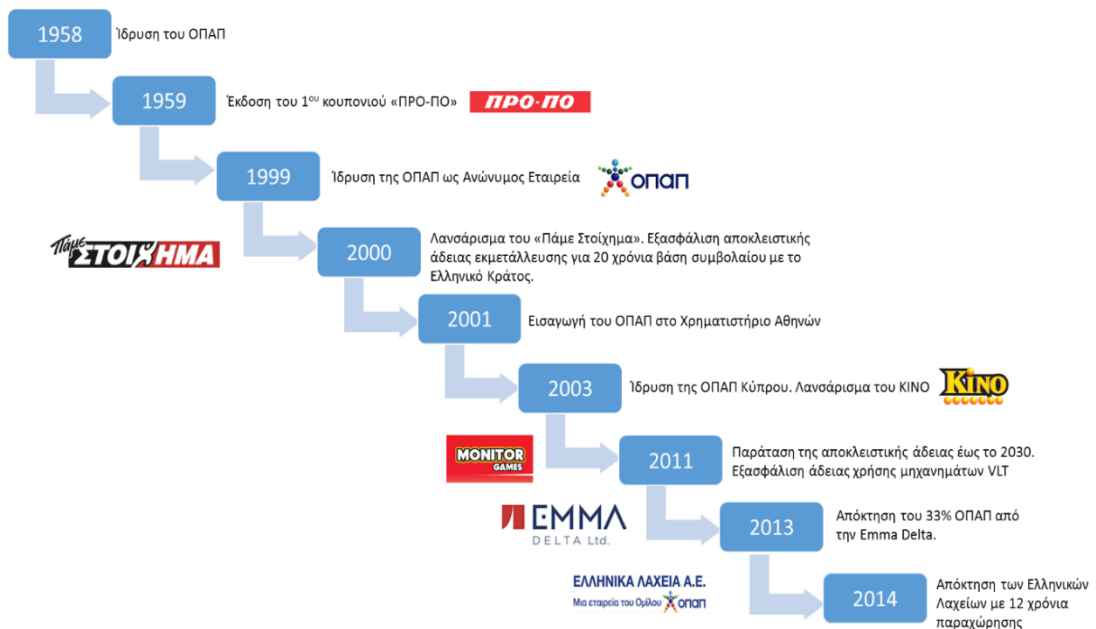 1958
Ίδρυση του ΟΠΑΠ
1959
Έκδοση του 1ου κουπονιού «ΠΡΟ-ΠΟ»
ΠΡΟ-ΠΟ
1999
Ίδρυση της ΟΠΑΠ ως Ανώνυμος Εταιρεία
οπαπ
Πάμε
ΣΤΟΙΧΗΜΑ
2000
Λανσάρισμα του «Πάμε Στοίχημα». Εξασφάλιση αποκλειστικής
άδειας εκμετάλλευσης για 20 χρόνια βάση συμβολαίου με το
Ελληνικό Κράτος.
2001
Εισαγωγή του ΟΠΑΠ στο Χρηματιστήριο Αθηνών
2003
Ίδρυση της ΟΠΑΠ Κύπρου. Λανσάρισμα του ΚΙΝΟ
ΚΙΝΟ
MONITOR
GAMES
2011
Παράταση της αποκλειστικής άδειας έως το 2030.
Εξασφάλιση άδειας χρήσης μηχανημάτων VLT
EMMA
DELTA Ltd.
2013
Απόκτηση του 33% ΟΠΑΠ από
την Emma Delta.
ΕΛΛΗΝΙΚΑ ΛΑΧΕΙΑ Α.Ε.
Μια εταιρεία του Ομίλου οπαπ
2014
Απόκτηση των Ελληνικών
Λαχείων με 12 χρόνια
παραχώρησης